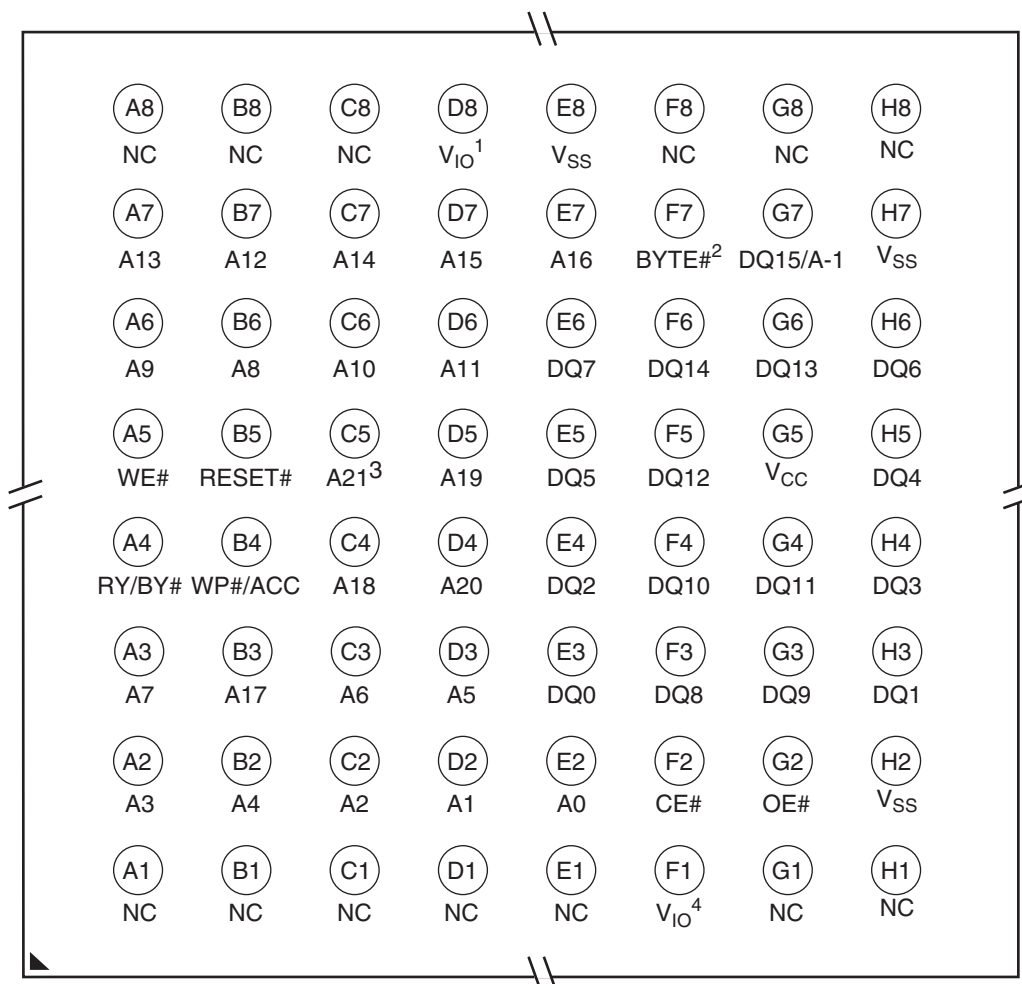 A8 B8 C8 D8 E8 F8 G8 H8
NC NC NC VIO1 VSS NC NC NC
A7 B7 C7 D7 E7 F7 G7 H7
A13 A12 A14 A15 A16 BYTE#2 DQ15/A-1 VSS
A6 B6 C6 D6 E6 F6 G6 H6
A9 A8 A10 A11 DQ7 DQ14 DQ13 DQ6
A5 B5 C5 D5 E5 F5 G5 H5
WE# RESET# A213 A19 DQ5 DQ12 VCC DQ4
A4 B4 C4 D4 E4 F4 G4 H4
RY/BY# WP#/ACC A18 A20 DQ2 DQ10 DQ11 DQ3
A3 B3 C3 D3 E3 F3 G3 H3
A7 A17 A6 A5 DQ0 DQ8 DQ9 DQ1
A2 B2 C2 D2 E2 F2 G2 H2
A3 A4 A2 A1 A0 CE# OE# VSS
A1 B1 C1 D1 E1 F1 G1 H1
NC NC NC NC NC VIO4 NC NC